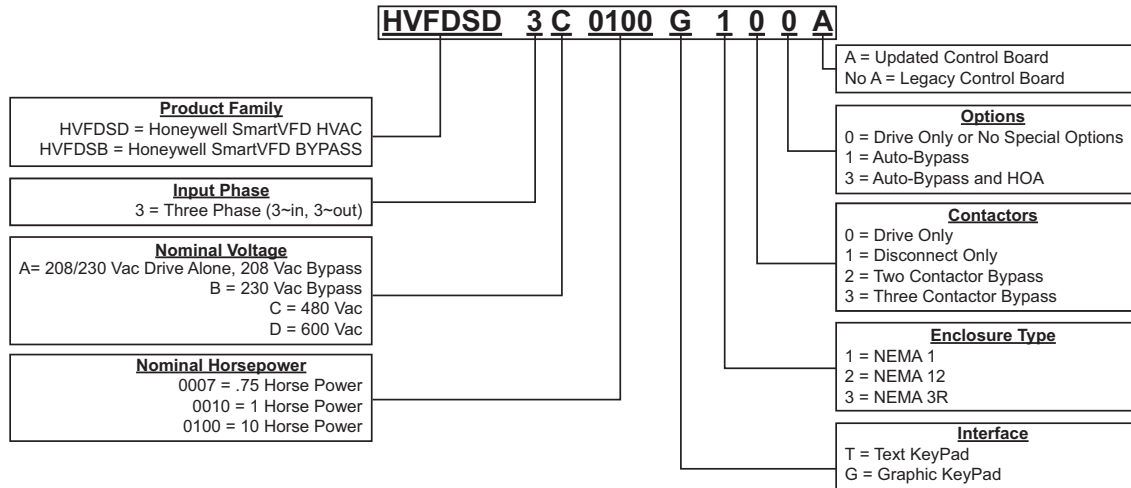 HVFDSD 3 C 0100 G 1 0 0 A
Product Family
HVFDSD = Honeywell SmartVFD HVAC
HVFDSB = Honeywell SmartVFD BYPASS
Input Phase
3 = Three Phase (3~in, 3~out)
Nominal Voltage
A= 208/230 Vac Drive Alone, 208 Vac Bypass
B = 230 Vac Bypass
C = 480 Vac
D = 600 Vac
Nominal Horsepower
0007 = .75 Horse Power
0010 = 1 Horse Power
0100 = 10 Horse Power
A = Updated Control Board
No A = Legacy Control Board
Options
0 = Drive Only or No Special Options
1 = Auto-Bypass
3 = Auto-Bypass and HOA
Contactors
0 = Drive Only
1 = Disconnect Only
2 = Two Contactor Bypass
3 = Three Contactor Bypass
Enclosure Type
1 = NEMA 1
2 = NEMA 12
3 = NEMA 3R
Interface
T = Text KeyPad
G = Graphic KeyPad